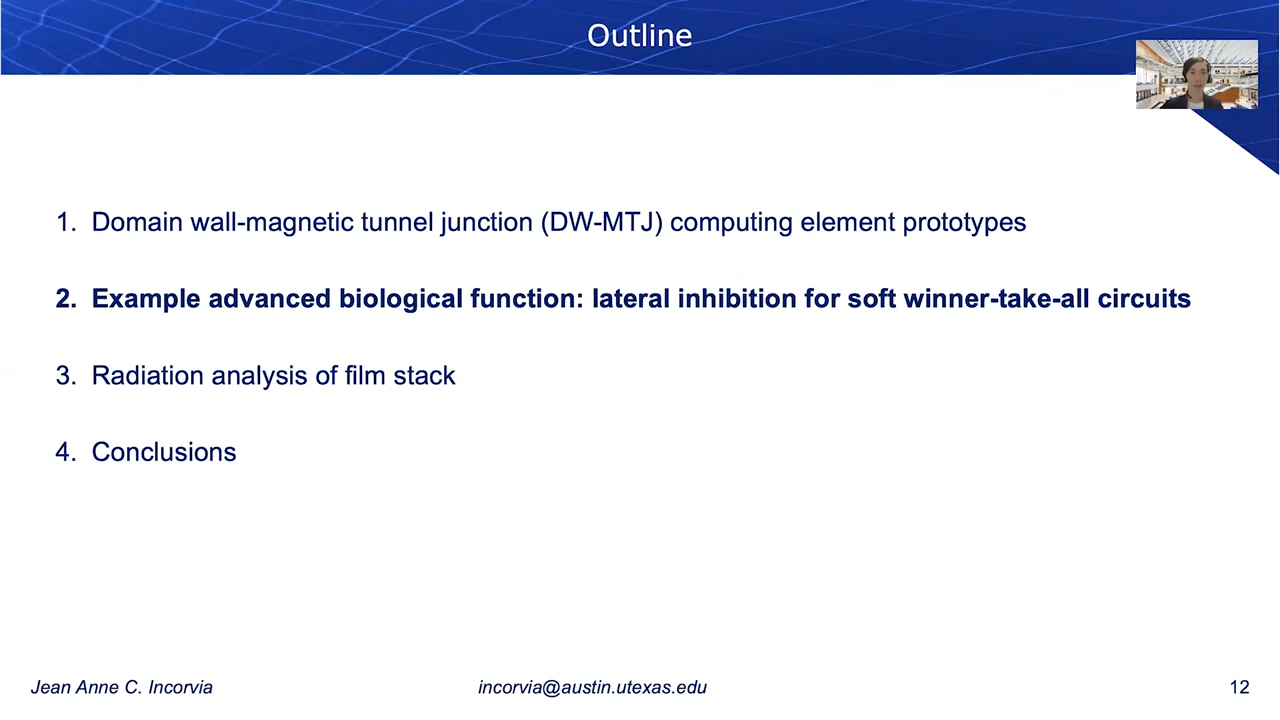 Outline
1. Domain wall-magnetic tunnel junction (DW-MTJ) computing element prototypes
2. Example advanced biological function: lateral inhibition for soft winner-take-all circuits
3. Radiation analysis of film stack
4. Conclusions
Jean Anne C. Incorvia
incorvia@austin.utexas.edu
12